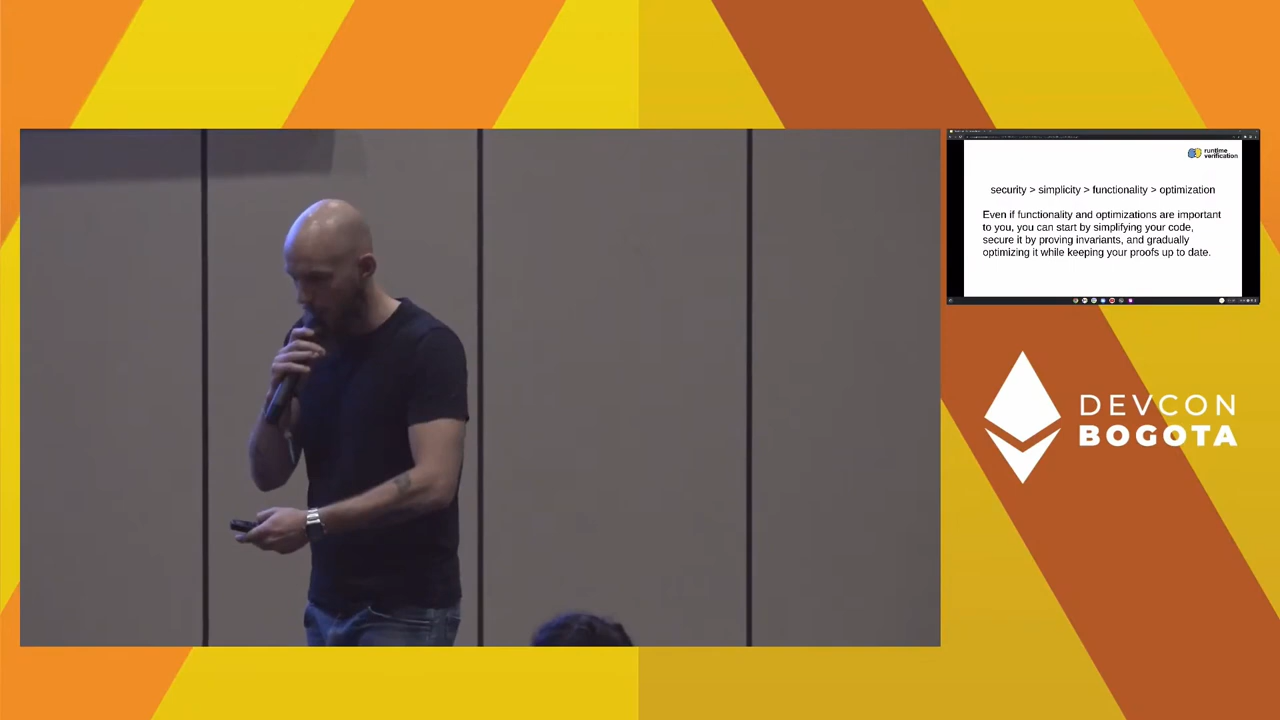 runtime
verification
security > simplicity > functionality > optimization
Even if functionality and optimizations are important
to you, you can start by simplifying your code,
secure it by proving invariants, and gradually
optimizing it while keeping your proofs up to date.
DEVCON
BOGOTA